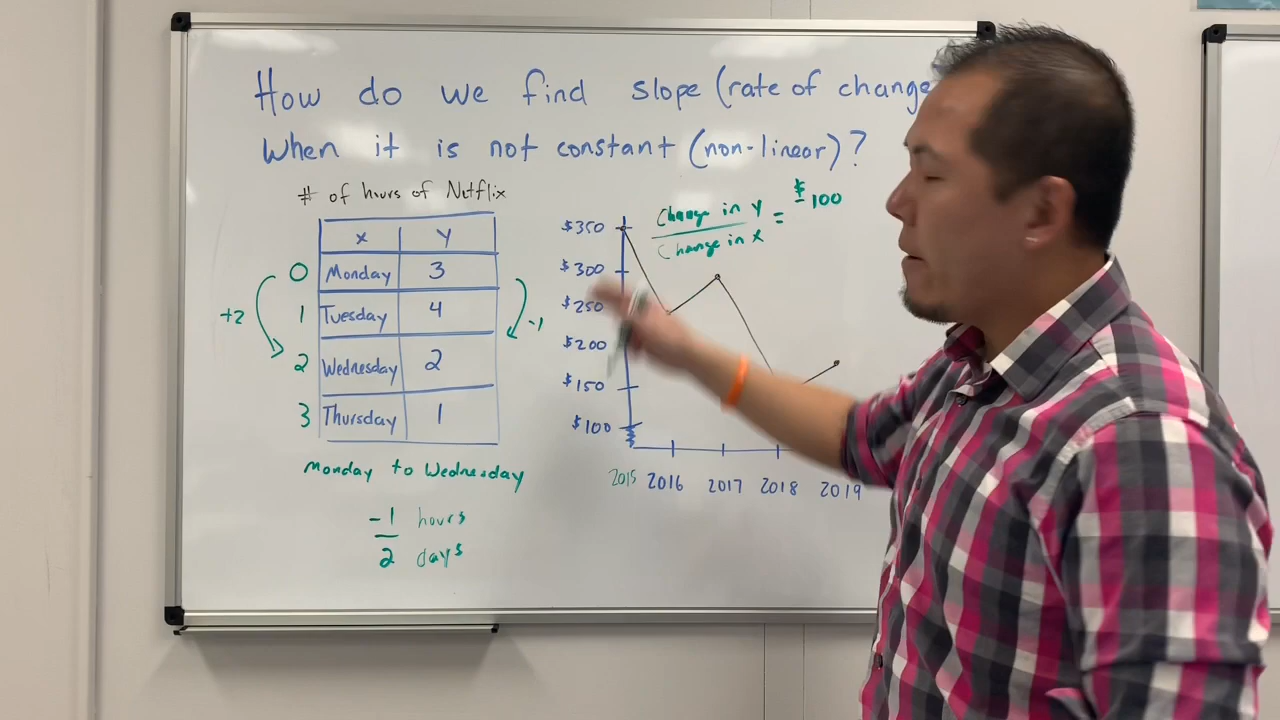 How do we find slope (rate of change
when it is not constant (non-linear)?
# of hours of Netflix
x Y
0 Monday 3
1 Tuesday 4
2 Wednesday 2
3 Thursday 1
+2
-1
Monday to Wednesday
-1 hours
2 days
Change in Y
Change in X
=
$
-100
$350
$300
$250
$200
$150
$100
2015 2016 2017 2018 2019